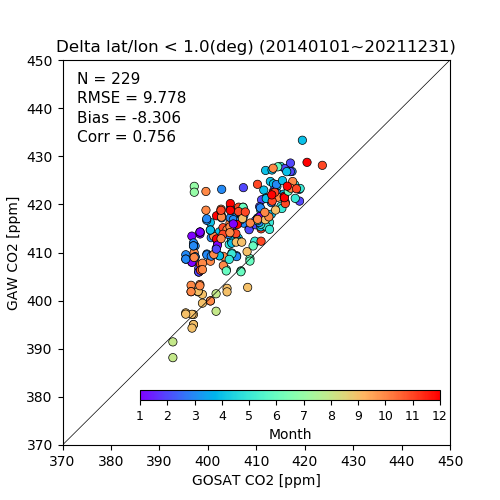 Delta lat/lon < 1.0(deg) (20140101~20211231)
450
440
430
420
410
400
390
380
370
GAW CO2 [ppm]
N = 229
RMSE = 9.778
Bias = -8.306
Corr = 0.756
1 2 3 4 5 6 7 8 9 10 11 12
Month
370 380 390 400 410 420 430 440 450
GOSAT CO2 [ppm]